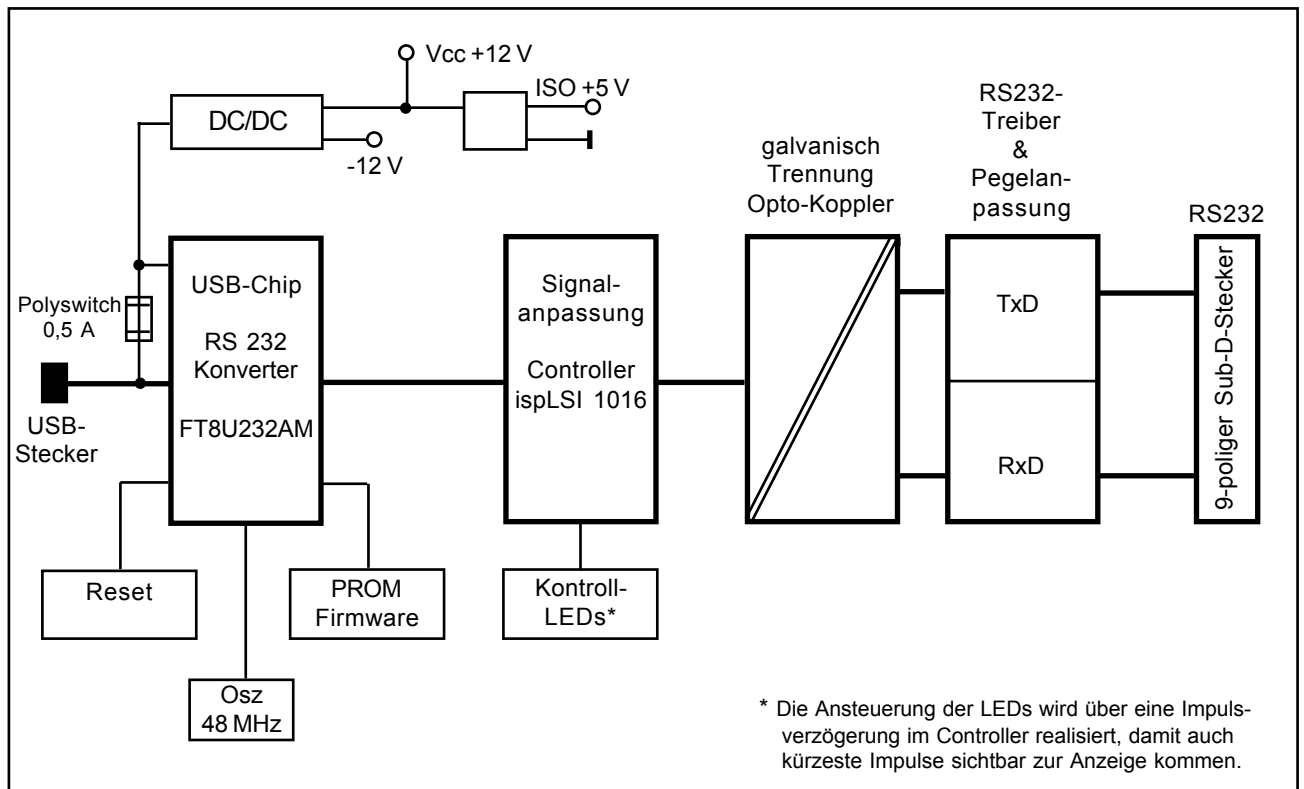 Vcc +12 V
ISO +5 V
DC/DC
-12 V
galvanisch
Trennung
Opto-Koppler
RS232-
Treiber
&
Pegelan-
passung
RS232
Polyswitch
0,5 A
USB-Chip
RS 232
Konverter
FT8U232AM
Signal-
anpassung
Controller
ispLSI 1016
TxD
RxD
9-poliger Sub-D-Stecker
USB-
Stecker
Reset
PROM
Firmware
Kontroll-
LEDs*
Osz
48 MHz
* Die Ansteuerung der LEDs wird über eine Impuls-
verzögerung im Controller realisiert, damit auch
kürzeste Impulse sichtbar zur Anzeige kommen.